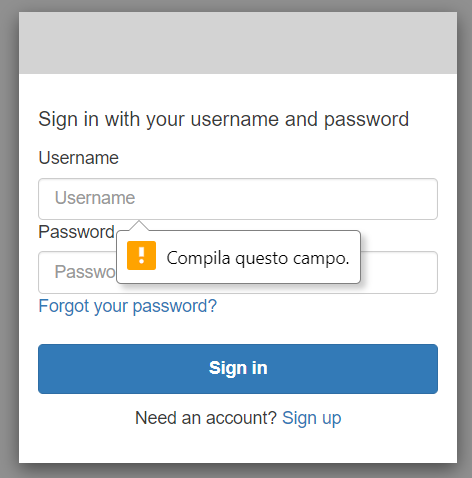 Sign in with your username and password
Username
Username
Password
Compila questo campo.
Passwo
Forgot your password?
Sign in
Need an account? Sign up